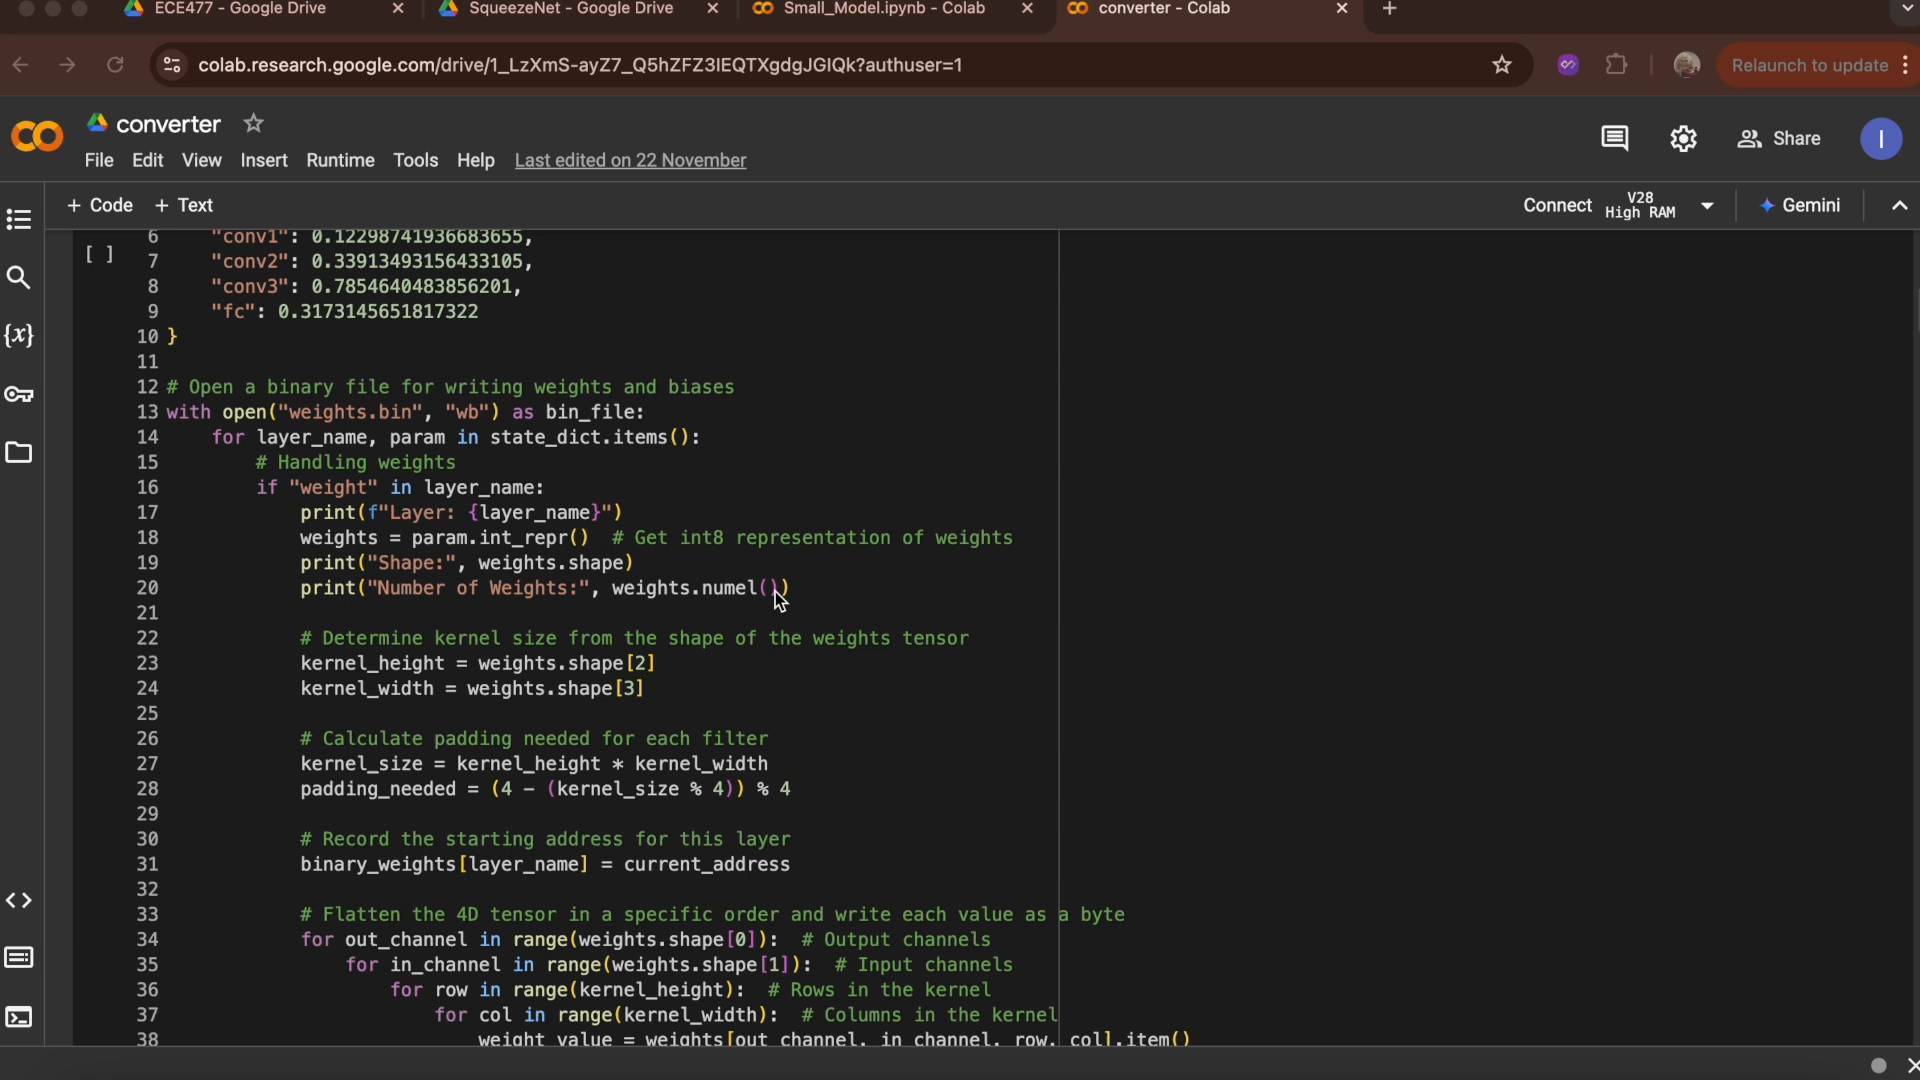 ECE477 - Google Drive
SqueezeNet - Google Drive
Small_Model.ipynb - Colab
converter - Colab
colab.research.google.com/drive/1_LzXmS-ayZ7_Q5hZFZ3IEQTXgdgJGIQk?authuser=1
Relaunch to update
converter
File Edit View Insert Runtime Tools Help Last edited on 22 November
Share
I
+ Code + Text
Connect V28 High RAM
Gemini
6 "conv1": 0.12298741936683655,
[ ] 7 "conv2": 0.33913493156433105,
8 "conv3": 0.7854640483856201,
9 "fc": 0.3173145651817322
10 }
11
12 # Open a binary file for writing weights and biases
13 with open("weights.bin", "wb") as bin_file:
14 for layer_name, param in state_dict.items():
15 # Handling weights
16 if "weight" in layer_name:
17 print(f"Layer: {layer_name}")
18 weights = param.int_repr() # Get int8 representation of weights
19 print("Shape:", weights.shape)
20 print("Number of Weights:", weights.numel())
21
22 # Determine kernel size from the shape of the weights tensor
23 kernel_height = weights.shape[2]
24 kernel_width = weights.shape[3]
25
26 # Calculate padding needed for each filter
27 kernel_size = kernel_height * kernel_width
28 padding_needed = (4 - (kernel_size % 4)) % 4
29
30 # Record the starting address for this layer
31 binary_weights[layer_name] = current_address
32
33 # Flatten the 4D tensor in a specific order and write each value as a byte
34 for out_channel in range(weights.shape[0]): # Output channels
35 for in_channel in range(weights.shape[1]): # Input channels
36 for row in range(kernel_height): # Rows in the kernel
37 for col in range(kernel_width): # Columns in the kernel
38 weight_value = weights[out_channel, in_channel, row, col].item()